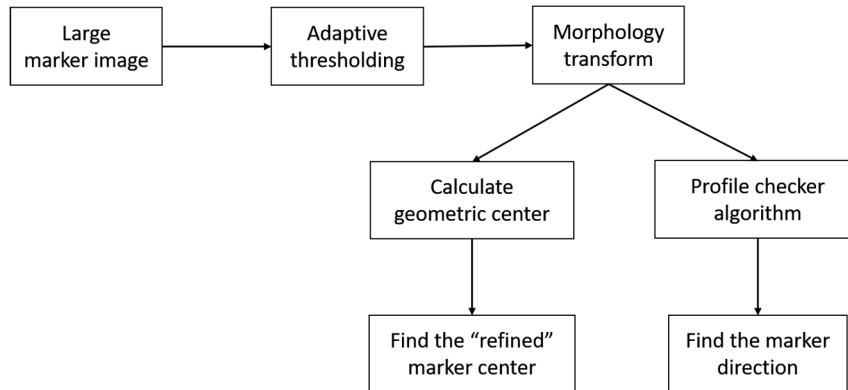 Large
marker image
Adaptive
thresholding
Morphology
transform
Calculate
geometric center
Profile checker
algorithm
Find the “refined”
marker center
Find the marker
direction